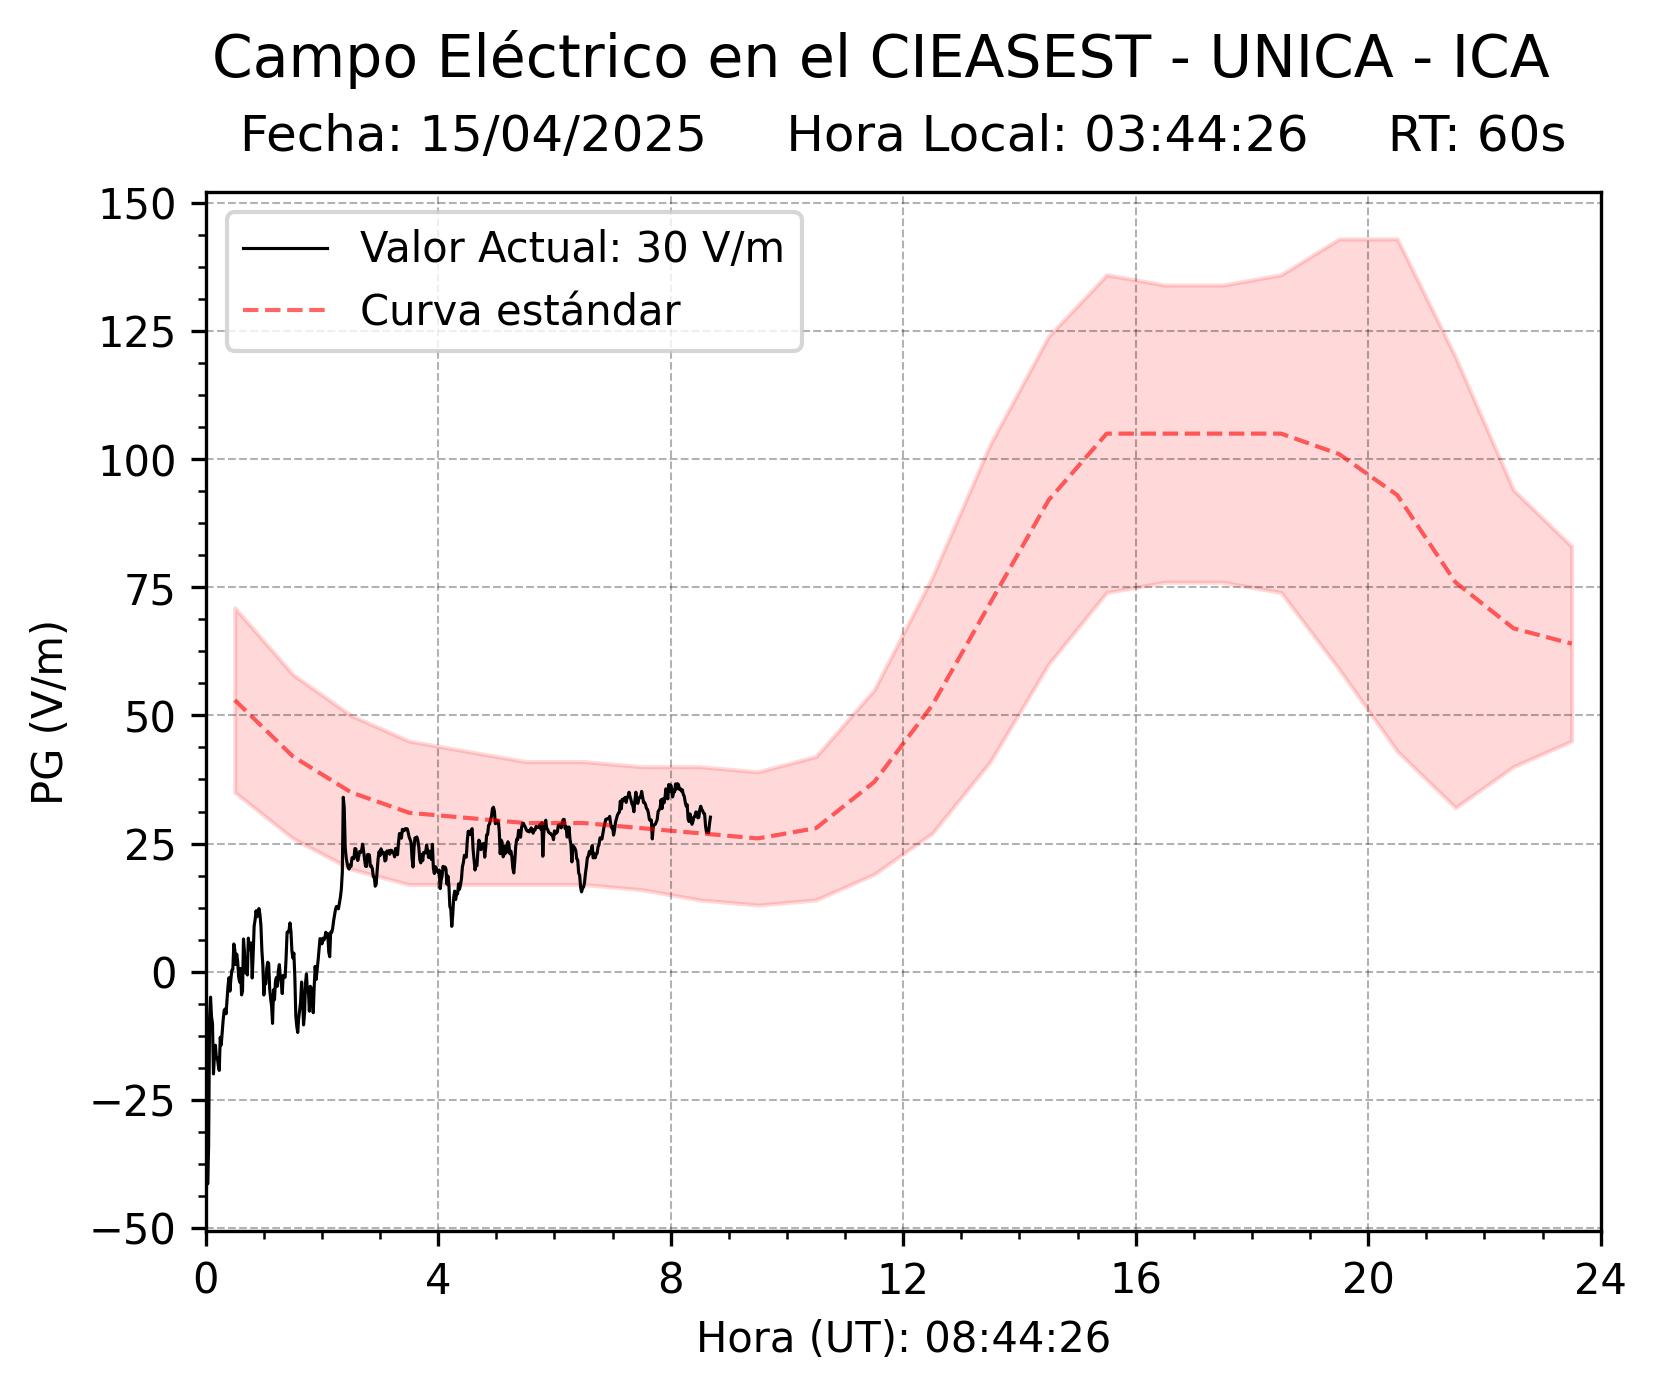 Campo Eléctrico en el CIEASEST - UNICA - ICA
Fecha: 15/04/2025 Hora Local: 03:44:26 RT: 60s
Valor Actual: 30 V/m
Curva estándar
PG (V/m)
150
125
100
75
50
25
0
−25
−50
0 4 8 12 16 20 24
Hora (UT): 08:44:26